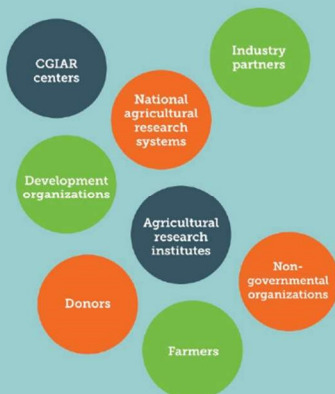 CGIAR
centers
Industry
partners
National
agricultural
research
systems
Development
organizations
Agricultural
research
institutes
Non-
governmental
organizations
Donors
Farmers